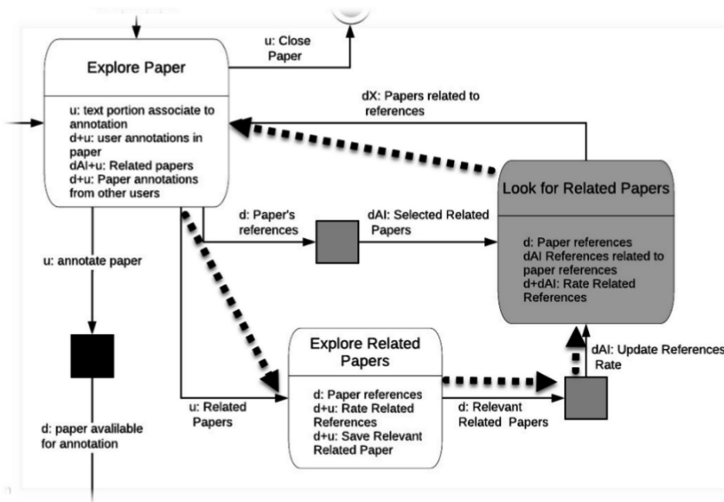 u: Close
Paper
Explore Paper
u: text portion associate to
annotation
d+u: user annotations in
paper
dAI+u: Related papers
d+u: Paper annotations
from other users
dX: Papers related to
references
Look for Related Papers
d: Paper references
dAI References related to
paper references
d+dAI: Rate Related
References
d: Paper's
references
dAI: Selected Related
Papers
u: annotate paper
d: paper avalilable
for annotation
u: Related
Papers
Explore Related
Papers
d: Paper references
d+u: Rate Related
References
d+u: Save Relevant
Related Paper
d: Relevant
Related Papers
dAI: Update References
Rate